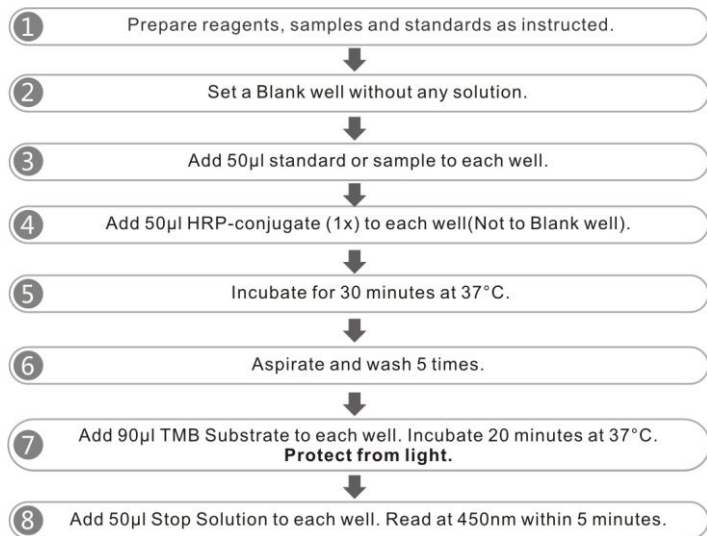 1 Prepare reagents, samples and standards as instructed.
2 Set a Blank well without any solution.
3 Add 50µl standard or sample to each well.
4 Add 50µl HRP-conjugate (1x) to each well(Not to Blank well).
5 Incubate for 30 minutes at 37°C.
6 Aspirate and wash 5 times.
7 Add 90µl TMB Substrate to each well. Incubate 20 minutes at 37°C.
Protect from light.
8 Add 50µl Stop Solution to each well. Read at 450nm within 5 minutes.